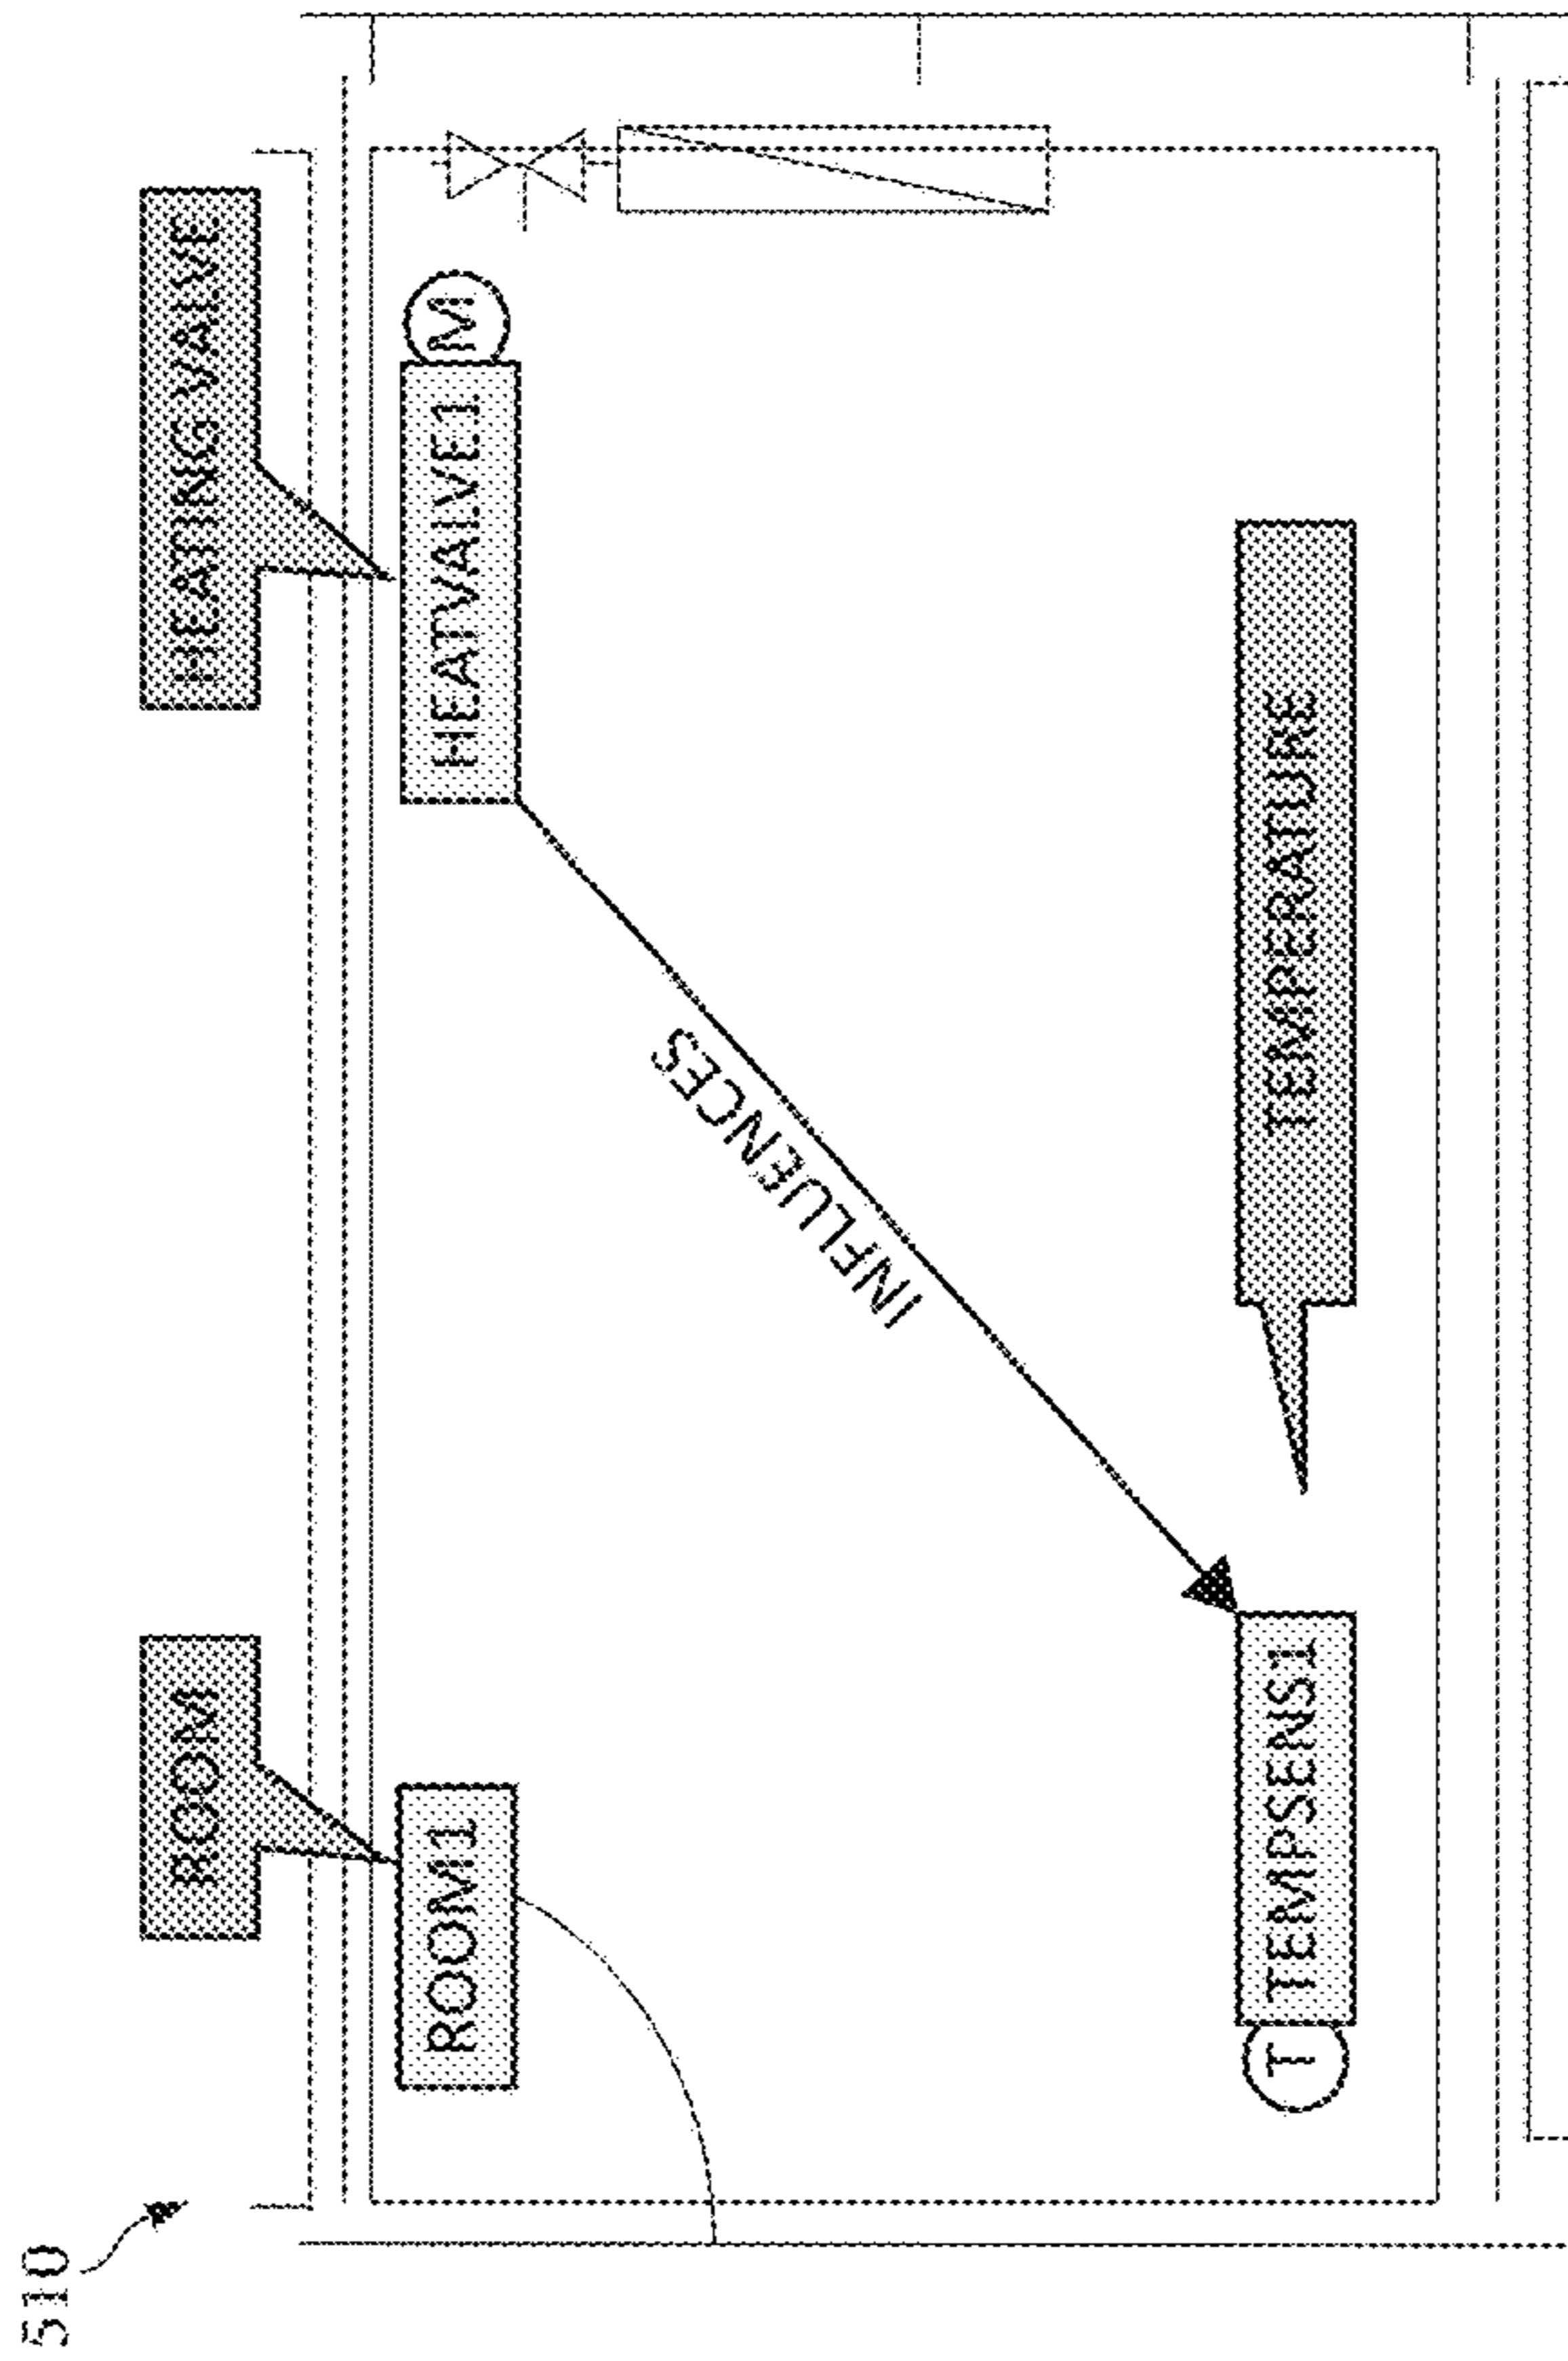 510
ROOM
HEATING VALVE
ROOM1
HEATVALVE1
M
INFLUENCES
T
TEMPSENS1
TEMPERATURE